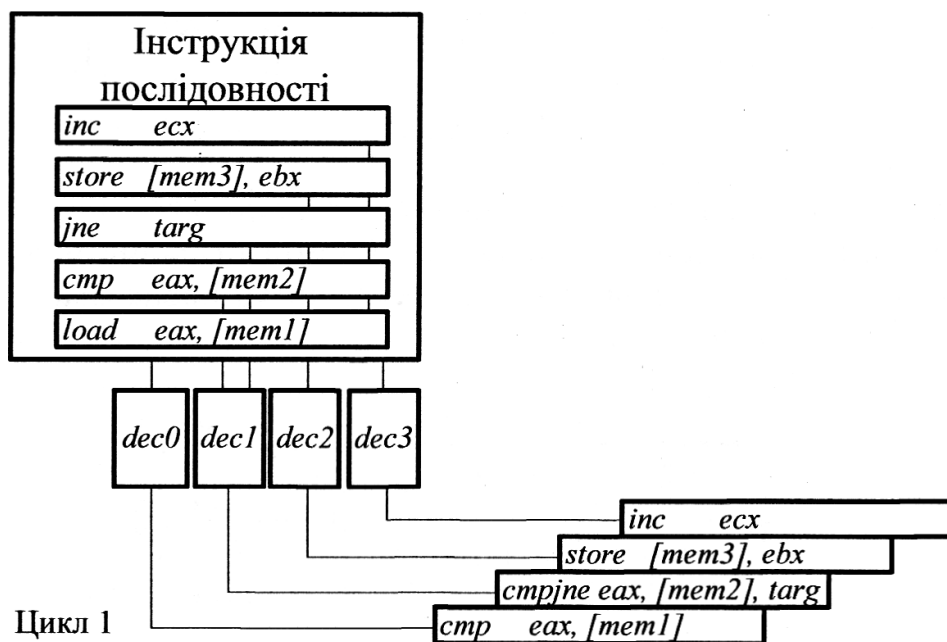 Інструкція
послідовності
inc ecx
store [mem3], ebx
jne targ
cmp eax, [mem2]
load eax, [mem1]
dec0 dec1 dec2 dec3
inc ecx
store [mem3], ebx
cmpjne eax, [mem2], targ
cmp eax, [mem1]
Цикл 1